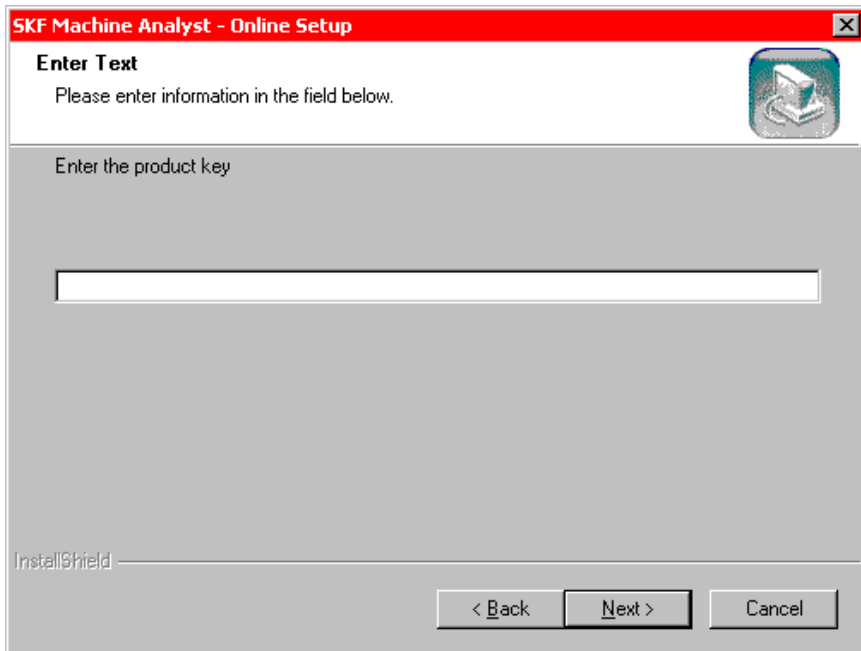 SKF Machine Analyst - Online Setup
Enter Text
Please enter information in the field below.
Enter the product key
InstallShield
< Back Next > Cancel